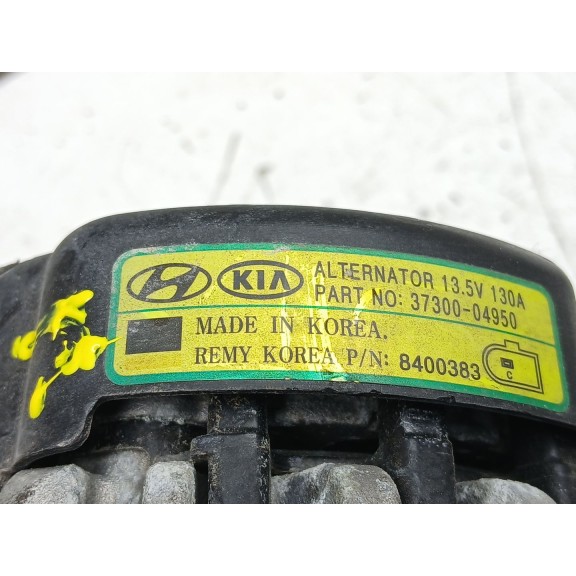 KIA ALTERNATOR 13.5V 130A
PART NO: 37300-04950
MADE IN KOREA.
REMY KOREA P/N: 8400383
C